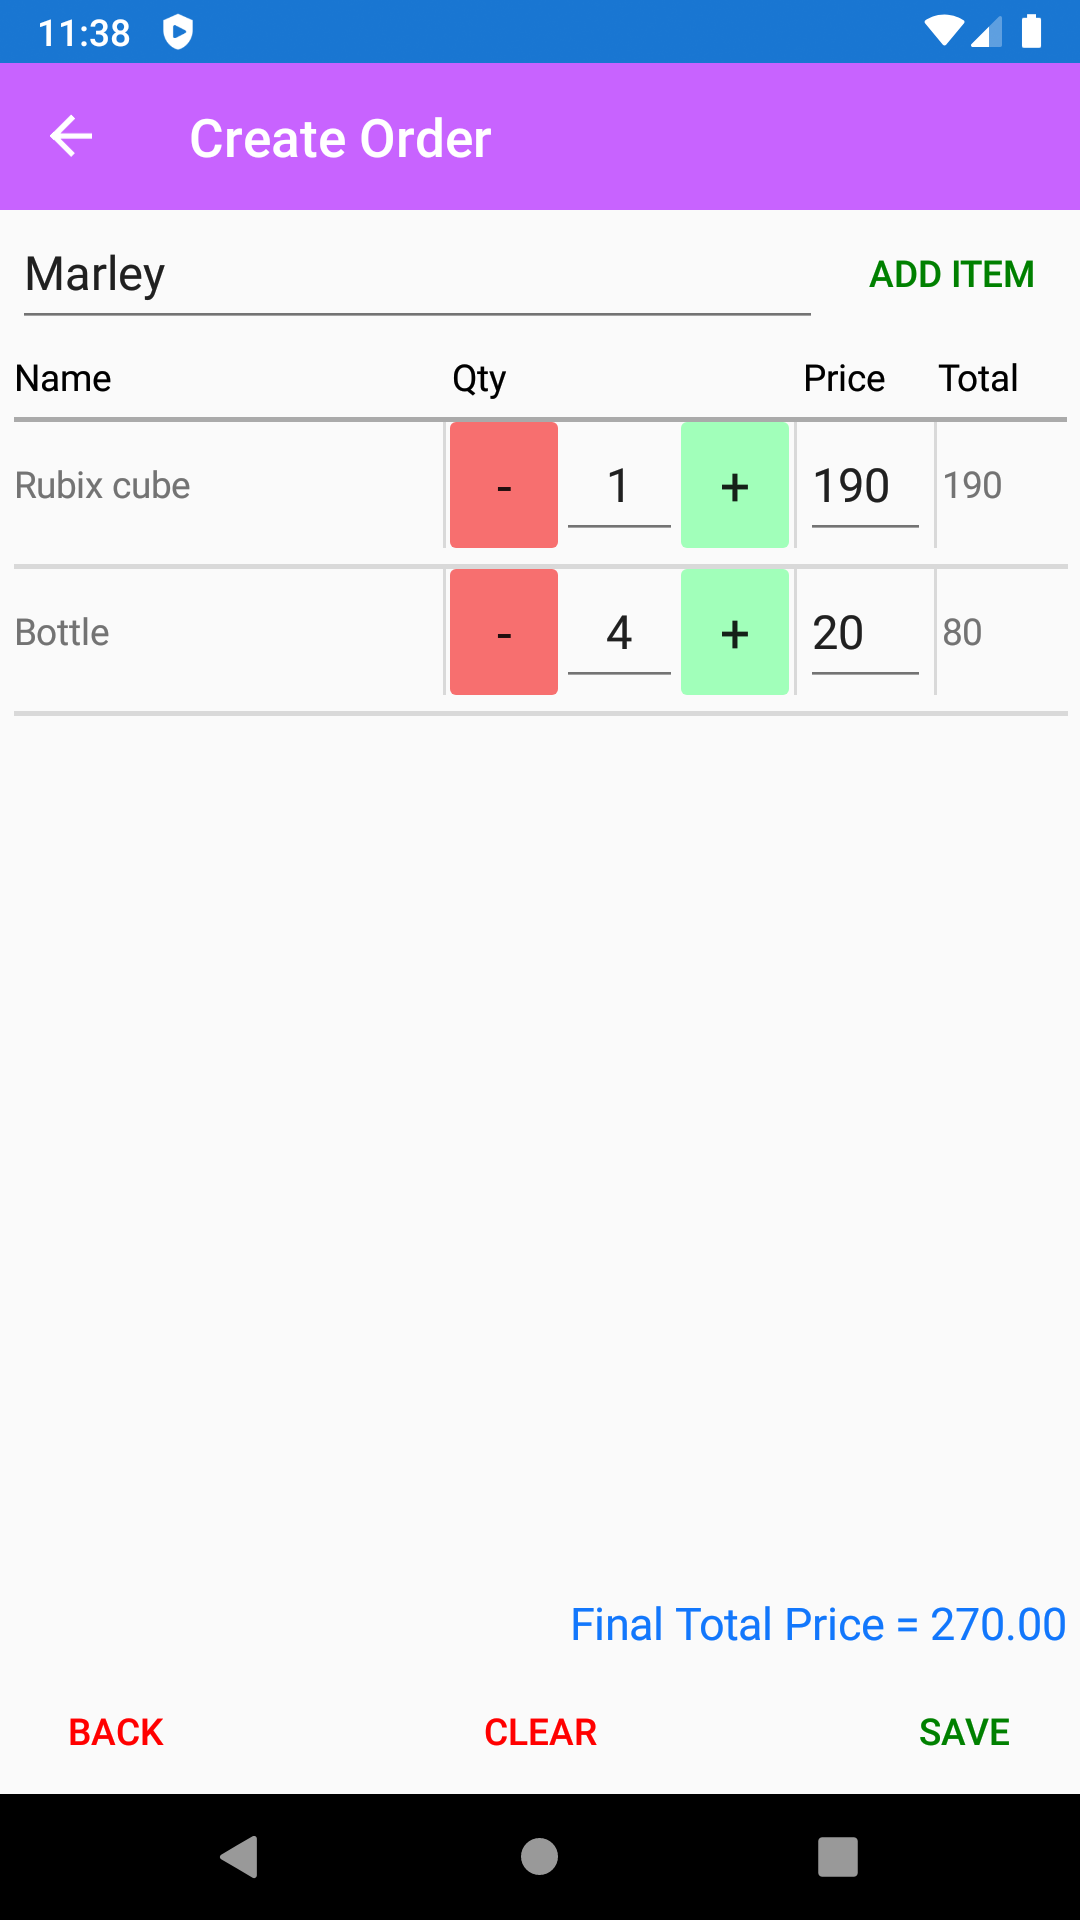 11:38
Create Order
Marley ADD ITEM
Name Qty Price Total
Rubix cube - 1 + 190 190
Bottle - 4 + 20 80
Final Total Price = 270.00
BACK CLEAR SAVE